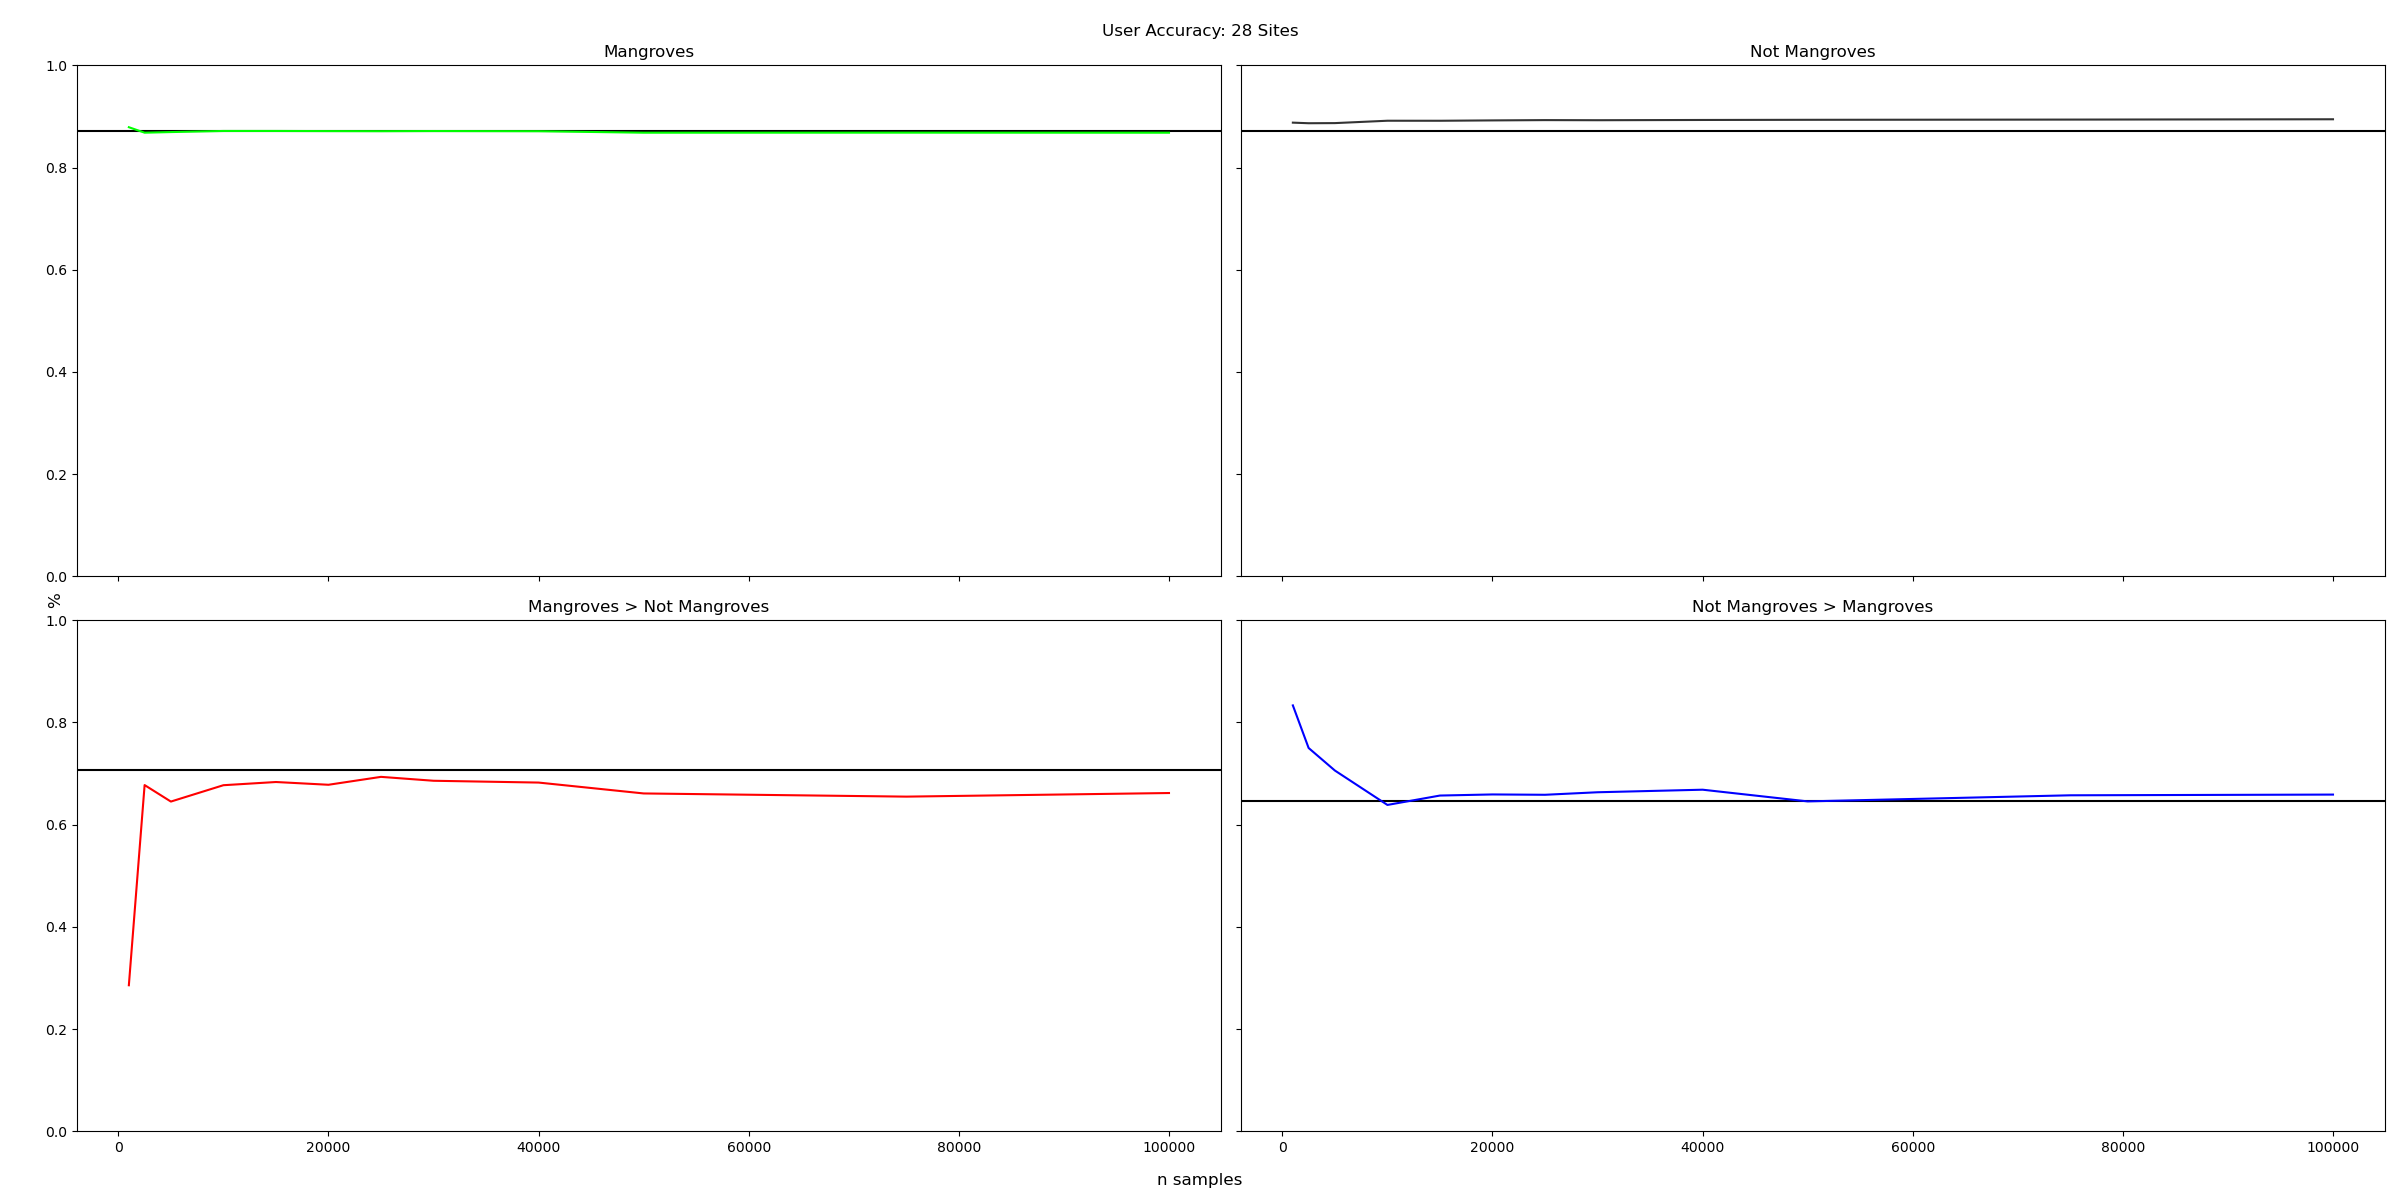 User Accuracy: 28 Sites
Mangroves
Not Mangroves
1.0
0.8
0.6
0.4
0.2
0.0
%
Mangroves > Not Mangroves
Not Mangroves > Mangroves
1.0
0.8
0.6
0.4
0.2
0.0
0 20000 40000 60000 80000 100000
0 20000 40000 60000 80000 100000
n samples